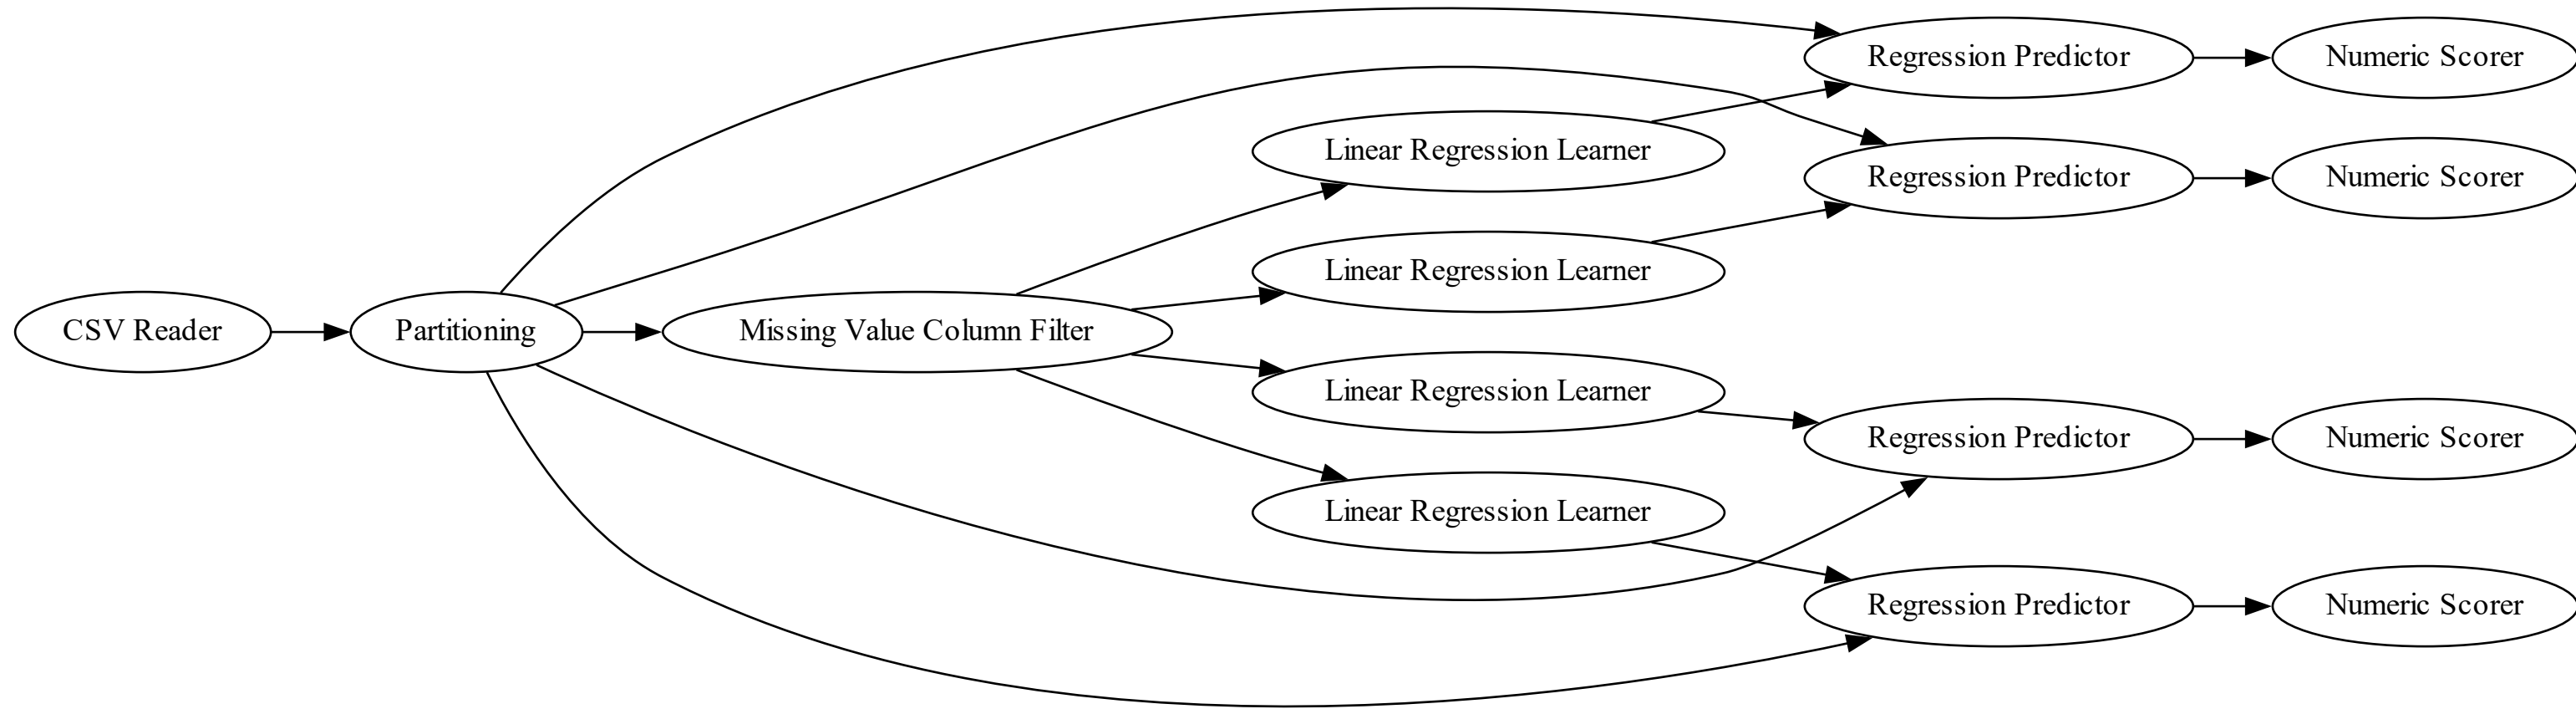 Regression Predictor
Numeric Scorer
Linear Regression Learner
Regression Predictor
Numeric Scorer
Linear Regression Learner
CSV Reader
Partitioning
Missing Value Column Filter
Linear Regression Learner
Regression Predictor
Numeric Scorer
Linear Regression Learner
Regression Predictor
Numeric Scorer